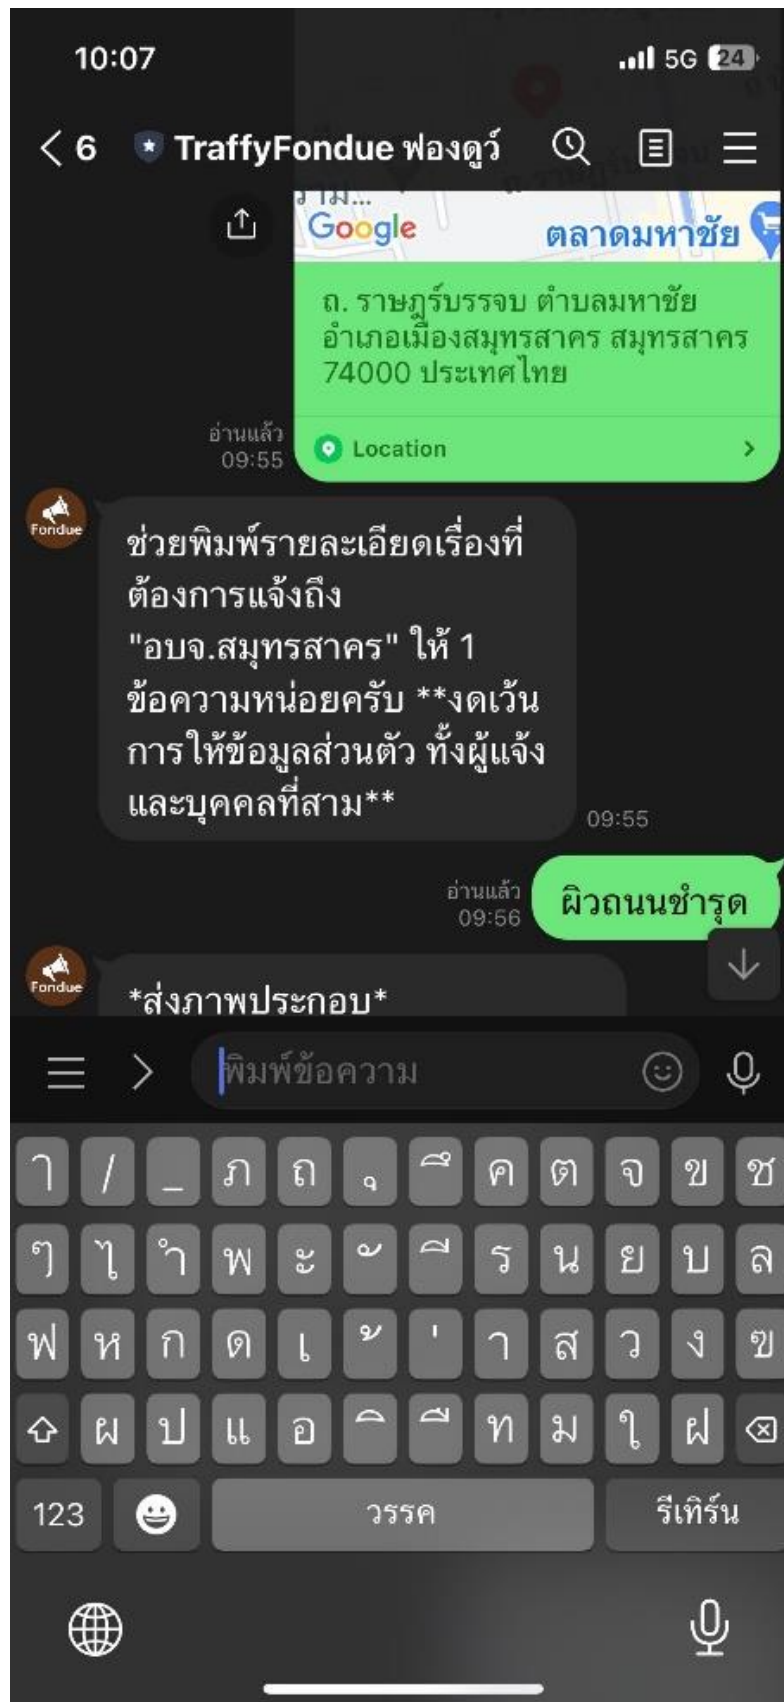 10:07
5G 24
6 TraffyFondue ฟองดูว์
Google
ตลาดมหาชัย
ถ. ราษฎร์บรรจบ ตำบลมหาชัย
อำเภอเมืองสมุทรสาคร สมุทรสาคร
74000 ประเทศไทย
อ่านแล้ว
09:55
Location
Fondue
ช่วยพิมพ์รายละเอียดเรื่องที่
ต้องการแจ้งถึง
"อบจ.สมุทรสาคร" ให้ 1
ข้อความหน่อยครับ **งดเว้น
การให้ข้อมูลส่วนตัว ทั้งผู้แจ้ง
และบุคคลที่สาม**
09:55
อ่านแล้ว
09:56
ผิวถนนชำรุด
Fondue
*ส่งภาพประกอบ*
พิมพ์ข้อความ
ๅ / _ ภ ถ ุ ึ ค ต จ ข ช
ๆ ไ ำ พ ะ ั ี ร น ย บ ล
ฟ ห ก ด เ ้ ่ า ส ว ง ฃ
ผ ป แ อ ิ ื ท ม ใ ฝ
123 วรรค รีเทิร์น